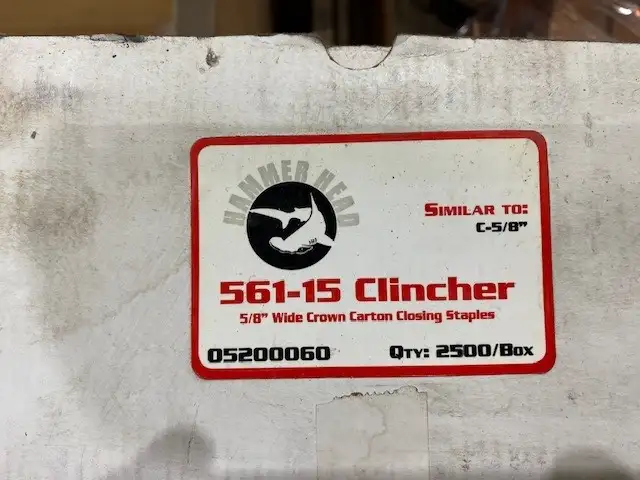 HAMMER HEAD
SIMILAR TO:
C-5/8"
561-15 Clincher
5/8" Wide Crown Carton Closing Staples
05200060 QTY: 2500/BOX